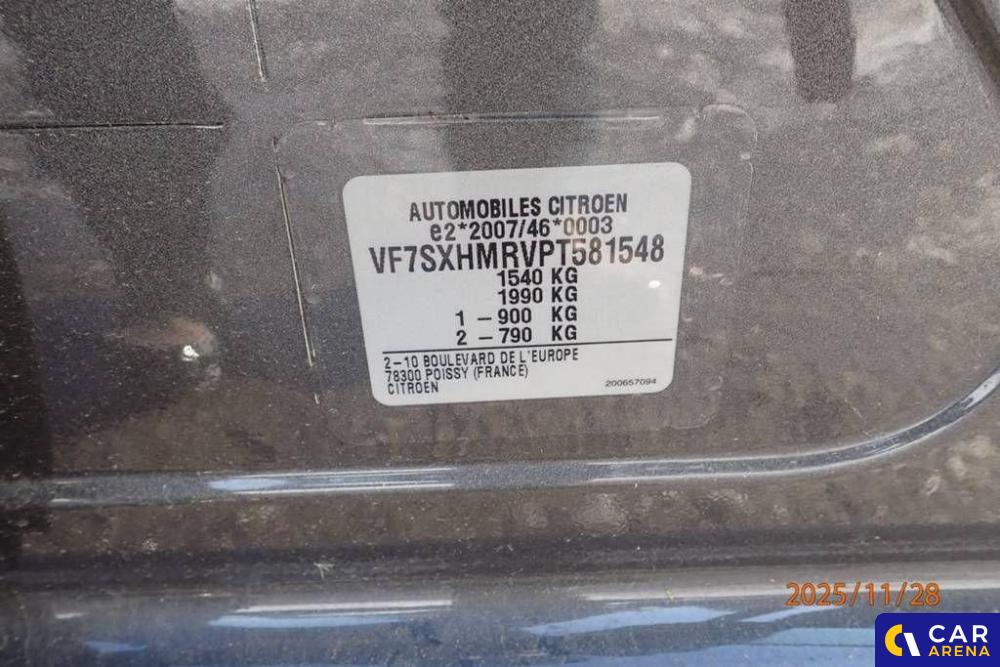 AUTOMOBILES CITROEN
e2*2007/46*0003
VF7SXHMRVPT581548
1540 KG
1990 KG
1 - 900 KG
2 - 790 KG
2-10 BOULEVARD DE L'EUROPE
78300 POISSY (FRANCE)
CITROEN
200657094
2025/11/28
CAR
ARENA